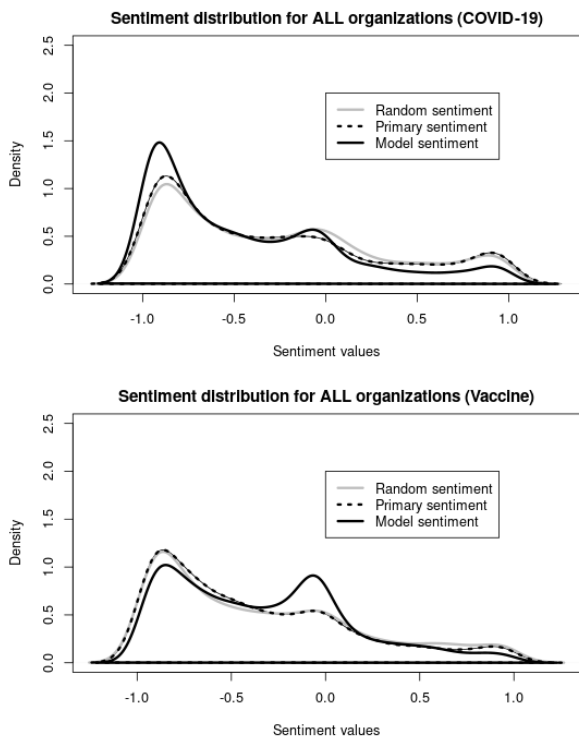 Sentiment distribution for ALL organizations (COVID-19)
2.5
2.0
1.5
1.0
0.5
0.0
Density
Random sentiment
Primary sentiment
Model sentiment
-1.0 -0.5 0.0 0.5 1.0
Sentiment values
Sentiment distribution for ALL organizations (Vaccine)
2.5
2.0
1.5
1.0
0.5
0.0
Density
Random sentiment
Primary sentiment
Model sentiment
-1.0 -0.5 0.0 0.5 1.0
Sentiment values